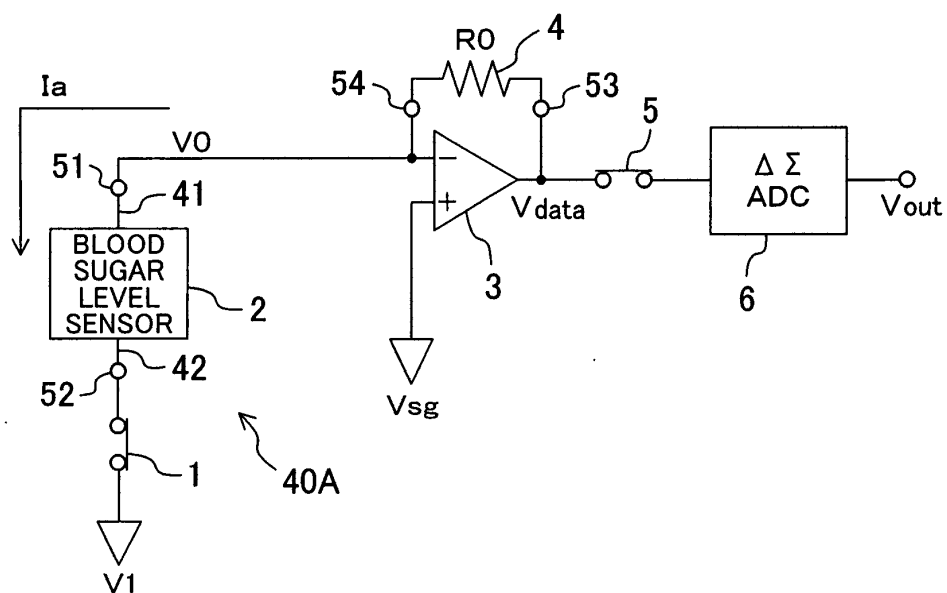 R0
4
Ia
54
53
5
V0
51
41
−
+
Vdata
3
ΔΣ
ADC
6
Vout
BLOOD
SUGAR
LEVEL
SENSOR
2
42
52
Vsg
1
40A
V1